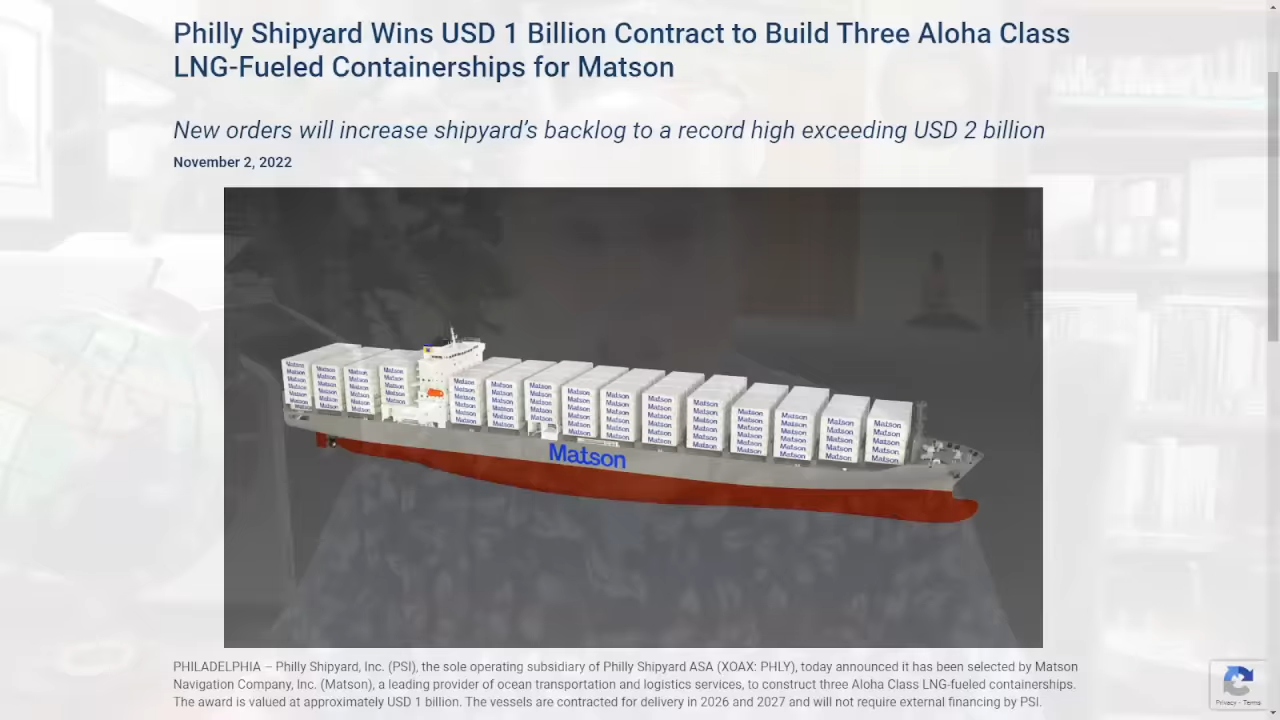 Philly Shipyard Wins USD 1 Billion Contract to Build Three Aloha Class
LNG-Fueled Containerships for Matson
New orders will increase shipyard’s backlog to a record high exceeding USD 2 billion
November 2, 2022
Matson
PHILADELPHIA – Philly Shipyard, Inc. (PSI), the sole operating subsidiary of Philly Shipyard ASA (XOAX: PHLY), today announced it has been selected by Matson
Navigation Company, Inc. (Matson), a leading provider of ocean transportation and logistics services, to construct three Aloha Class LNG-fueled containerships.
The award is valued at approximately USD 1 billion. The vessels are contracted for delivery in 2026 and 2027 and will not require external financing by PSI.
Privacy - Terms